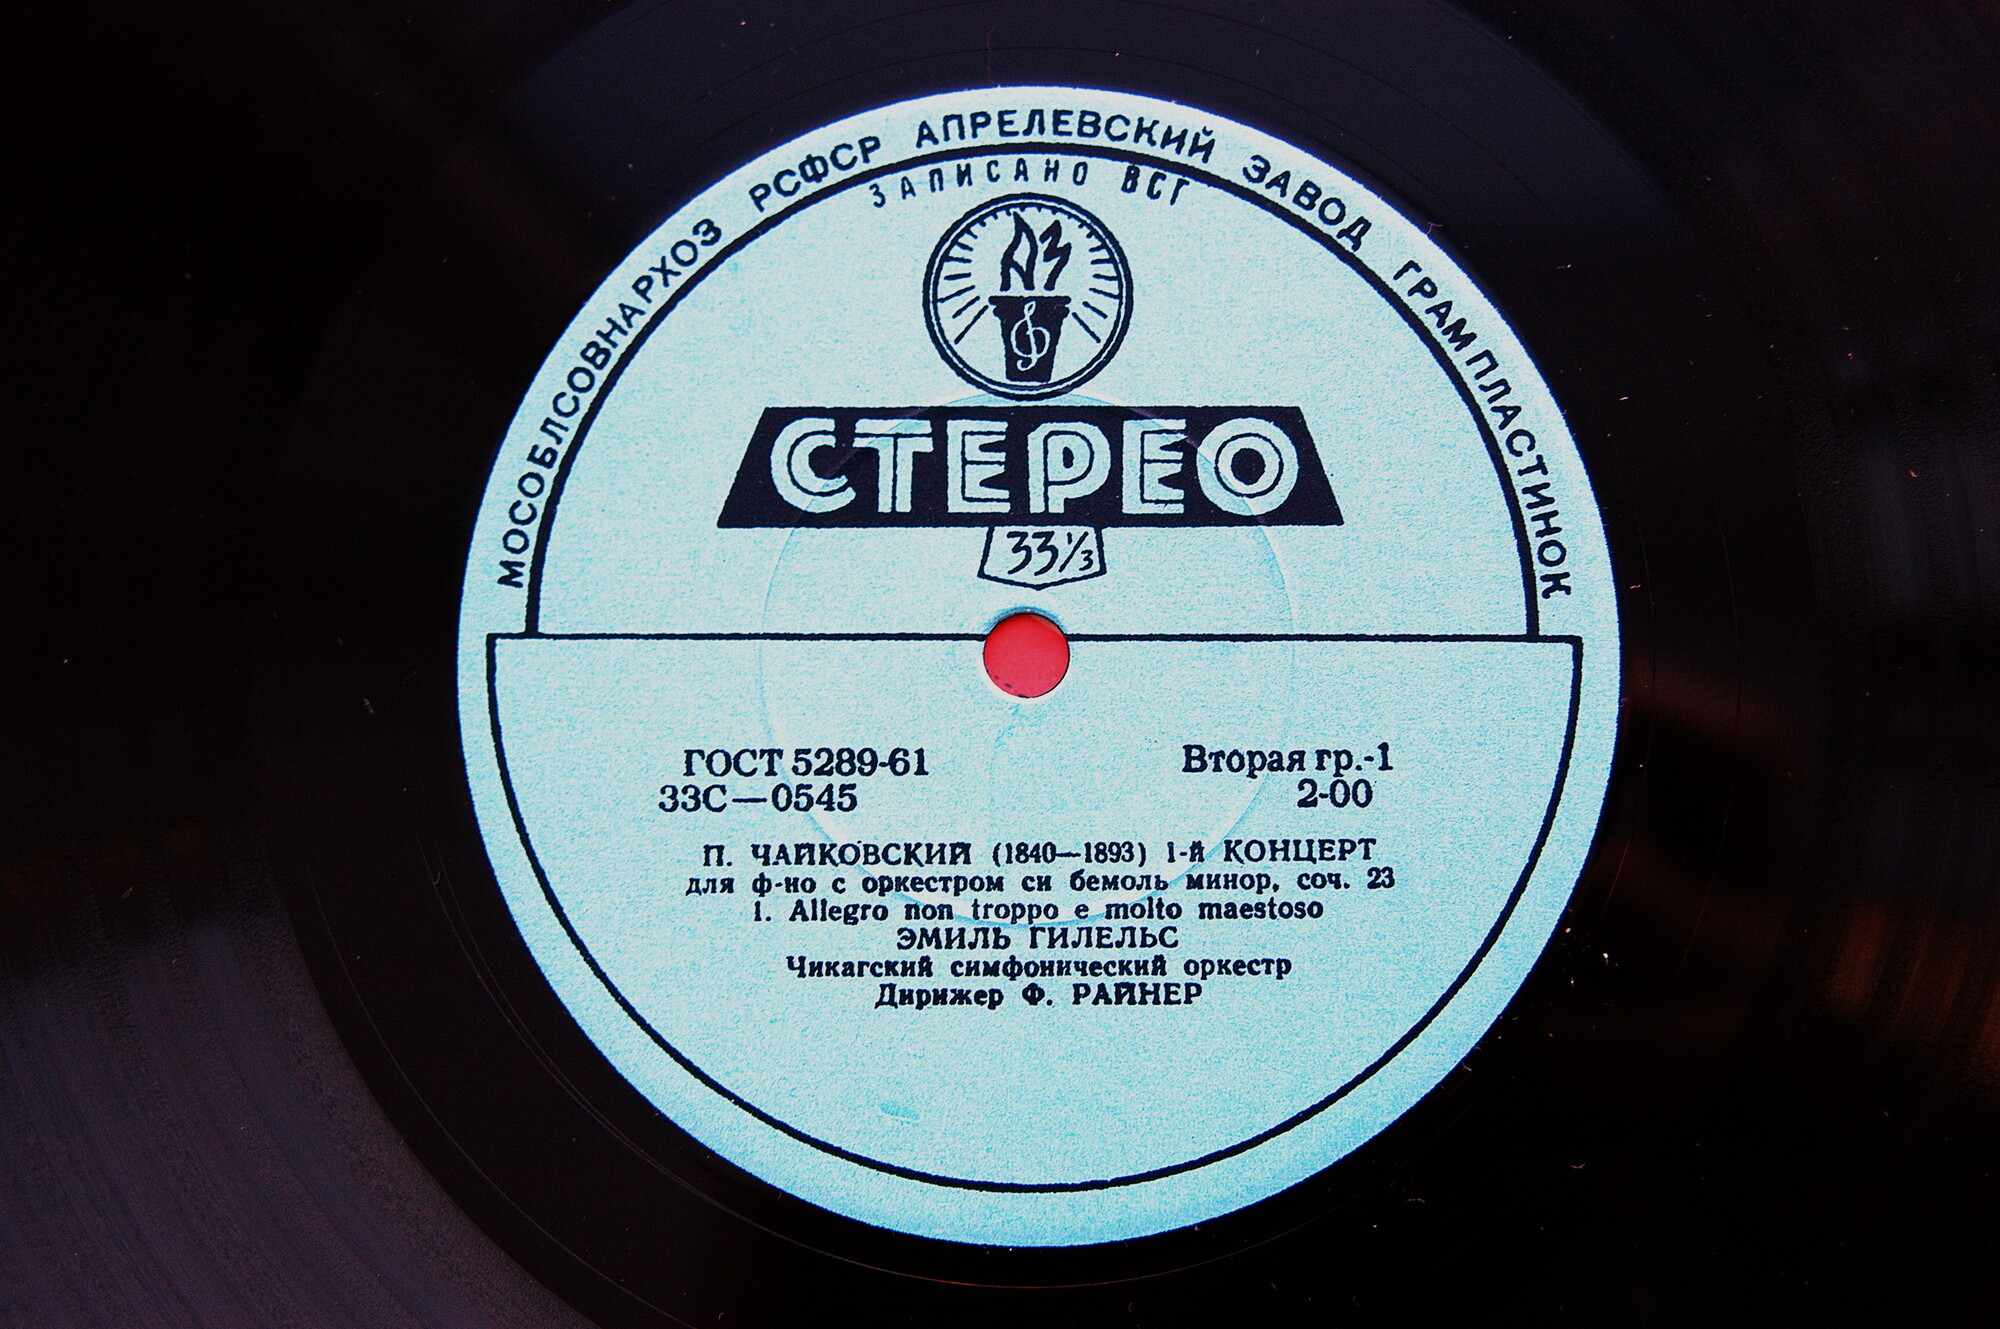 МОСОБЛСОВНАРХОЗ РСФСР АПРЕЛЕВСКИЙ ЗАВОД ГРАМПЛАСТИНОК
ЗАПИСАНО ВСГ
АЗ
СТЕРЕО
33⅓
ГОСТ 5289-61
Вторая гр.-1
33С—0545
2-00
П. ЧАЙКОВСКИЙ (1840—1893) 1-й КОНЦЕРТ
для ф-но с оркестром си бемоль минор, соч. 23
1. Allegro non troppo e molto maestoso
ЭМИЛЬ ГИЛЕЛЬС
Чикагский симфонический оркестр
Дирижер Ф. РАЙНЕР